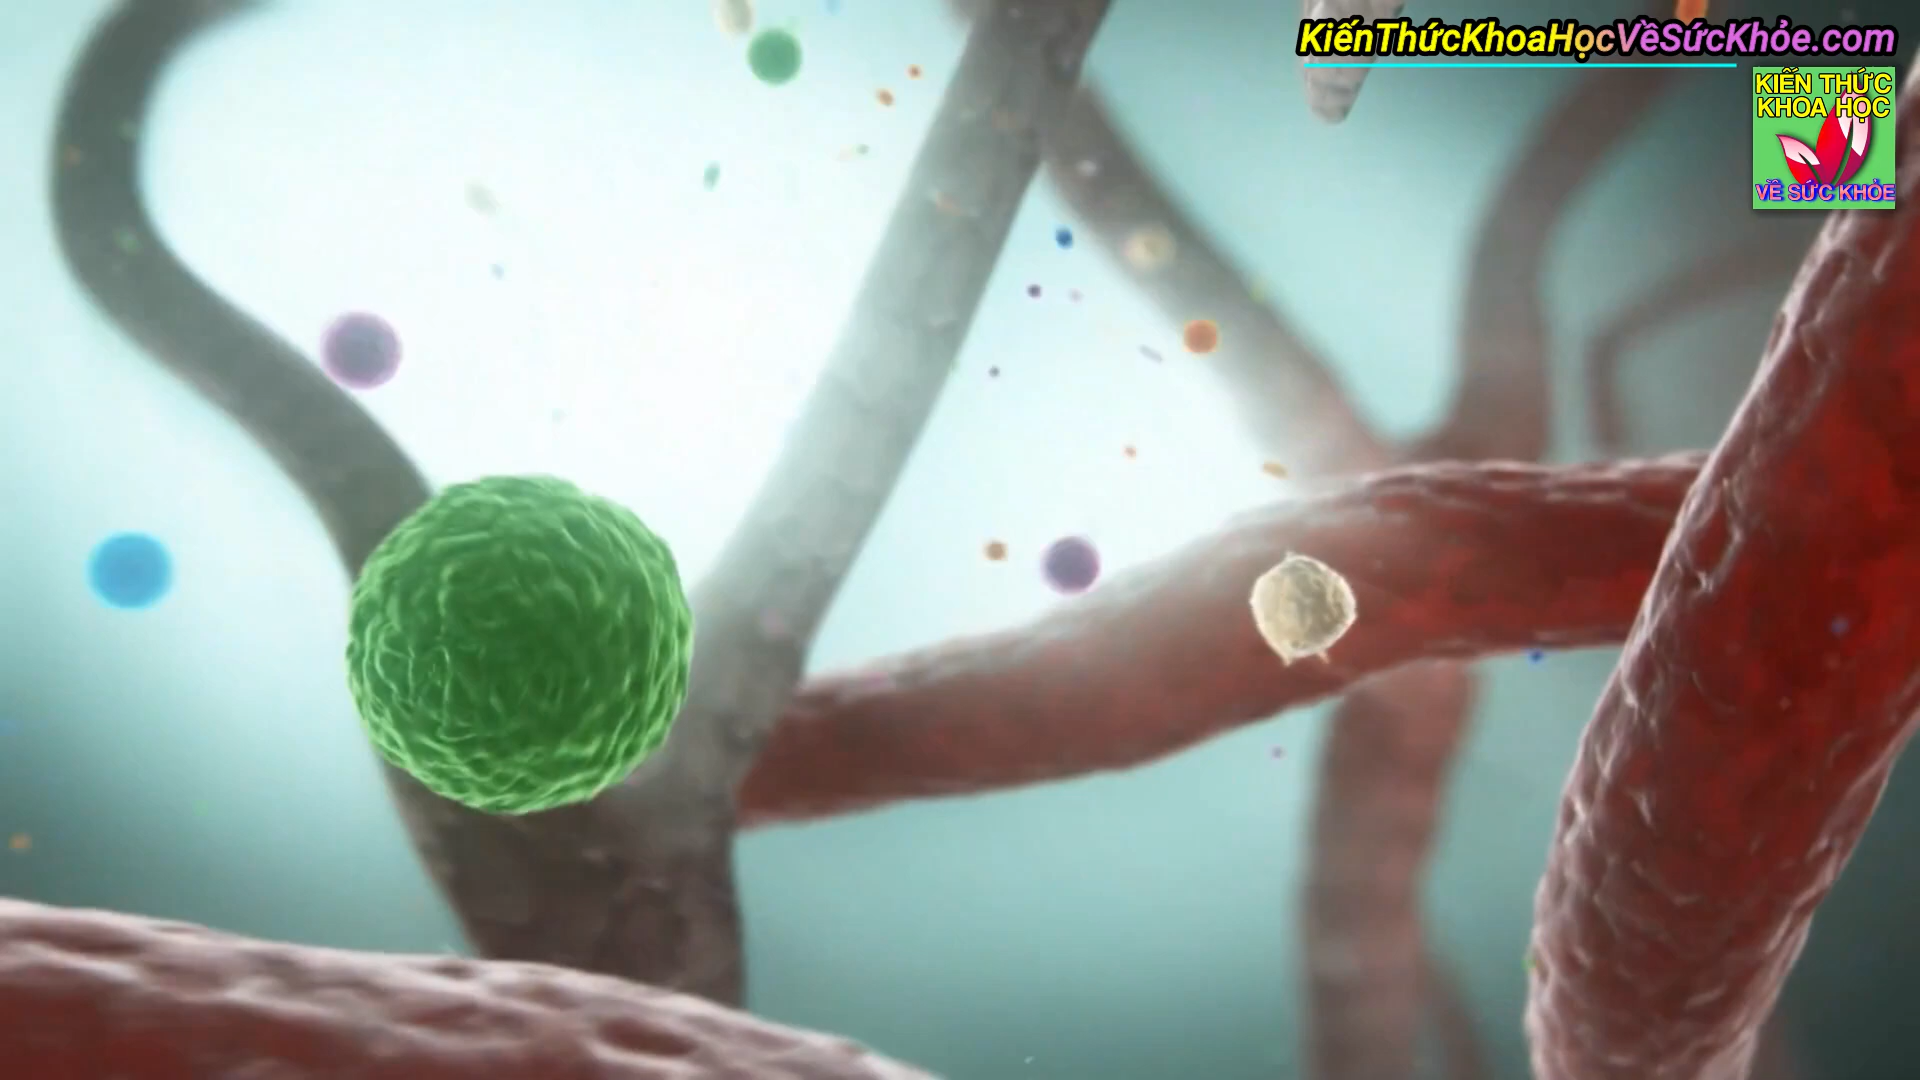 KiếnThứcKhoaHọcVềSứcKhỏe.com
KIẾN THỨC
KHOA HỌC
VỀ SỨC KHỎE